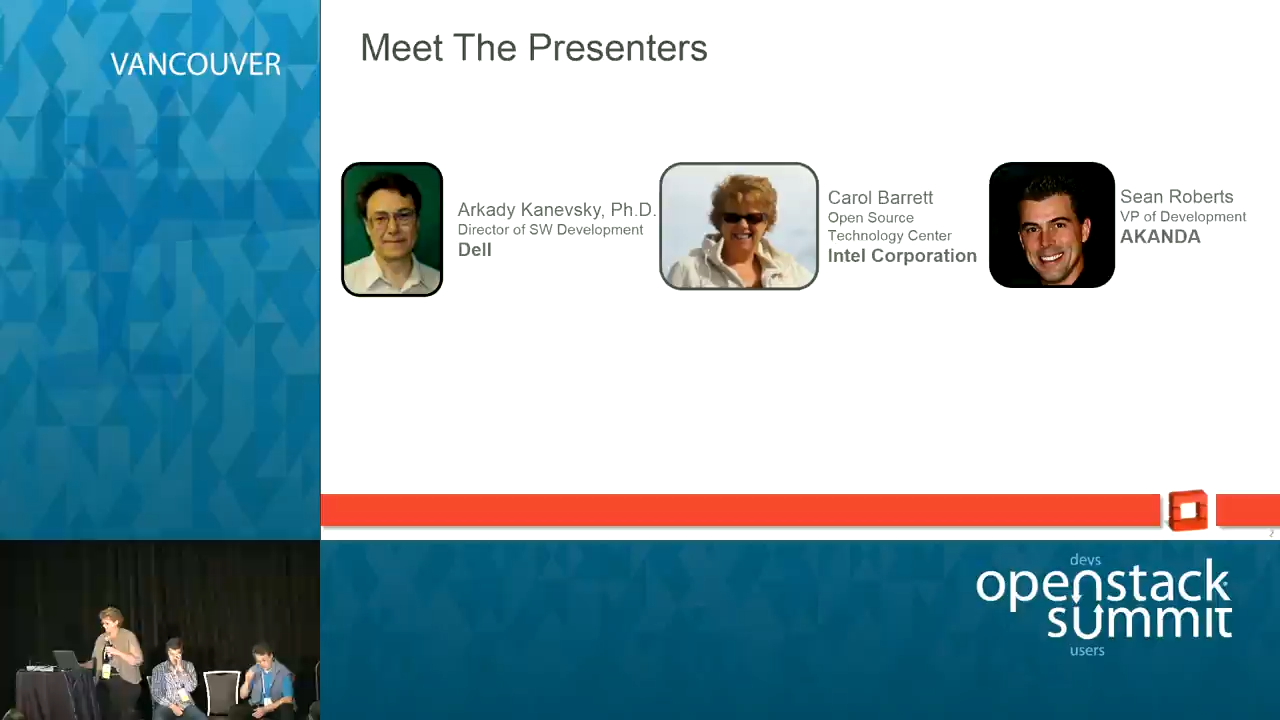 VANCOUVER
Meet The Presenters
Arkady Kanevsky, Ph.D.
Director of SW Development
Dell
Carol Barrett
Open Source
Technology Center
Intel Corporation
Sean Roberts
VP of Development
AKANDA
2
devs
openstack
summit
users